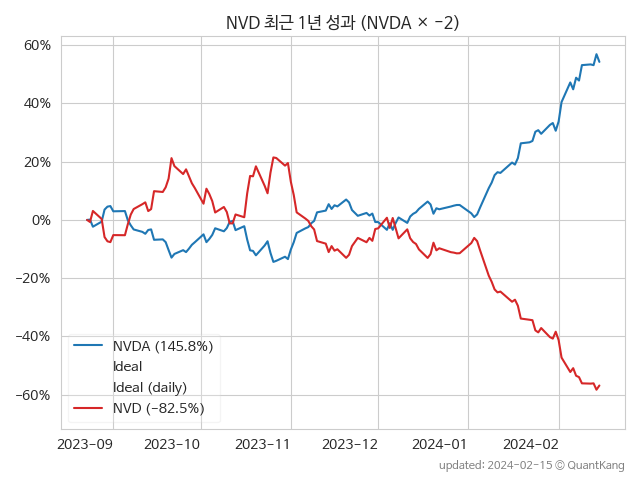 NVD 최근 1년 성과 (NVDA × −2)
60%
40%
20%
0%
−20%
−40%
−60%
NVDA (145.8%)
Ideal
Ideal (daily)
NVD (−82.5%)
2023−09 2023−10 2023−11 2023−12 2024−01 2024−02
updated: 2024−02−15 © QuantKang